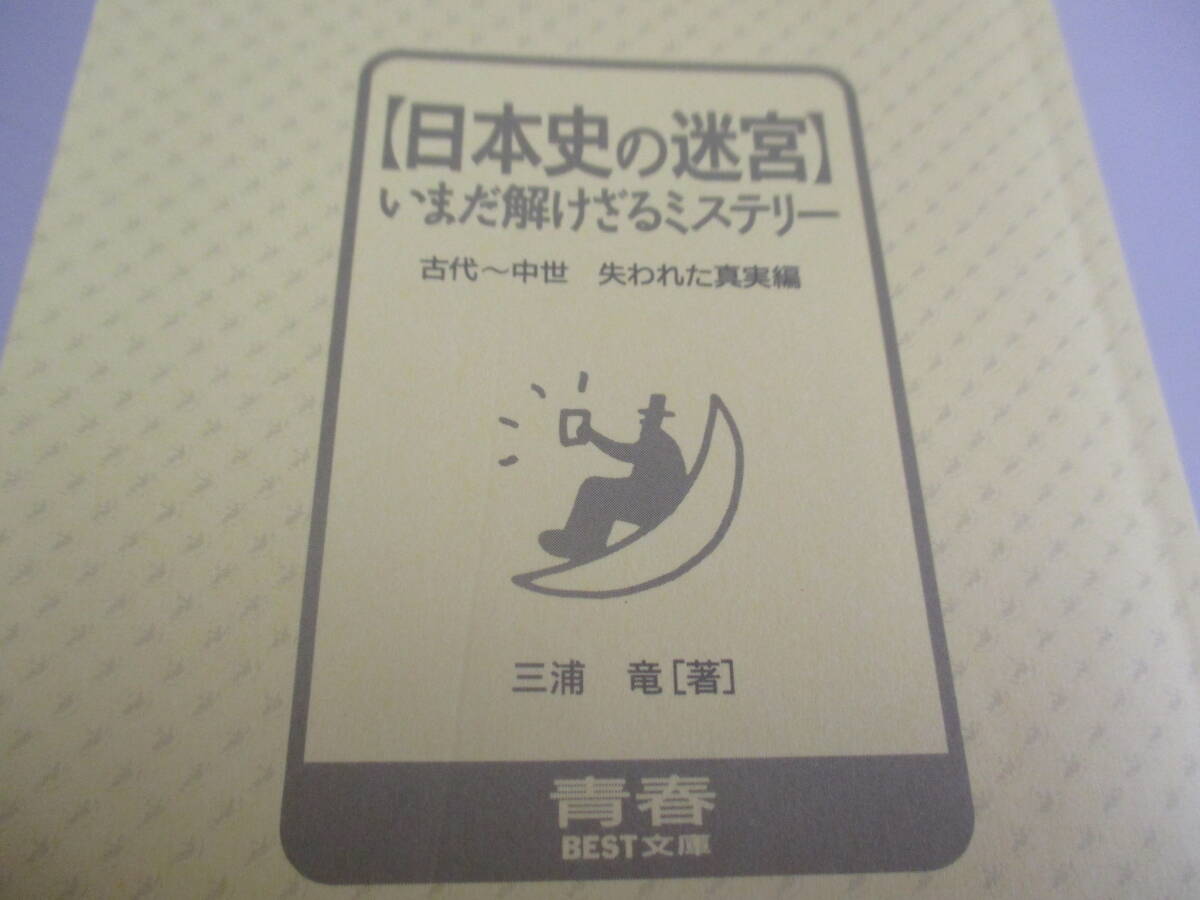 【日本史の迷宮】
いまだ解けざるミステリー
古代～中世　失われた真実編
三浦　竜［著］
青春
BEST文庫